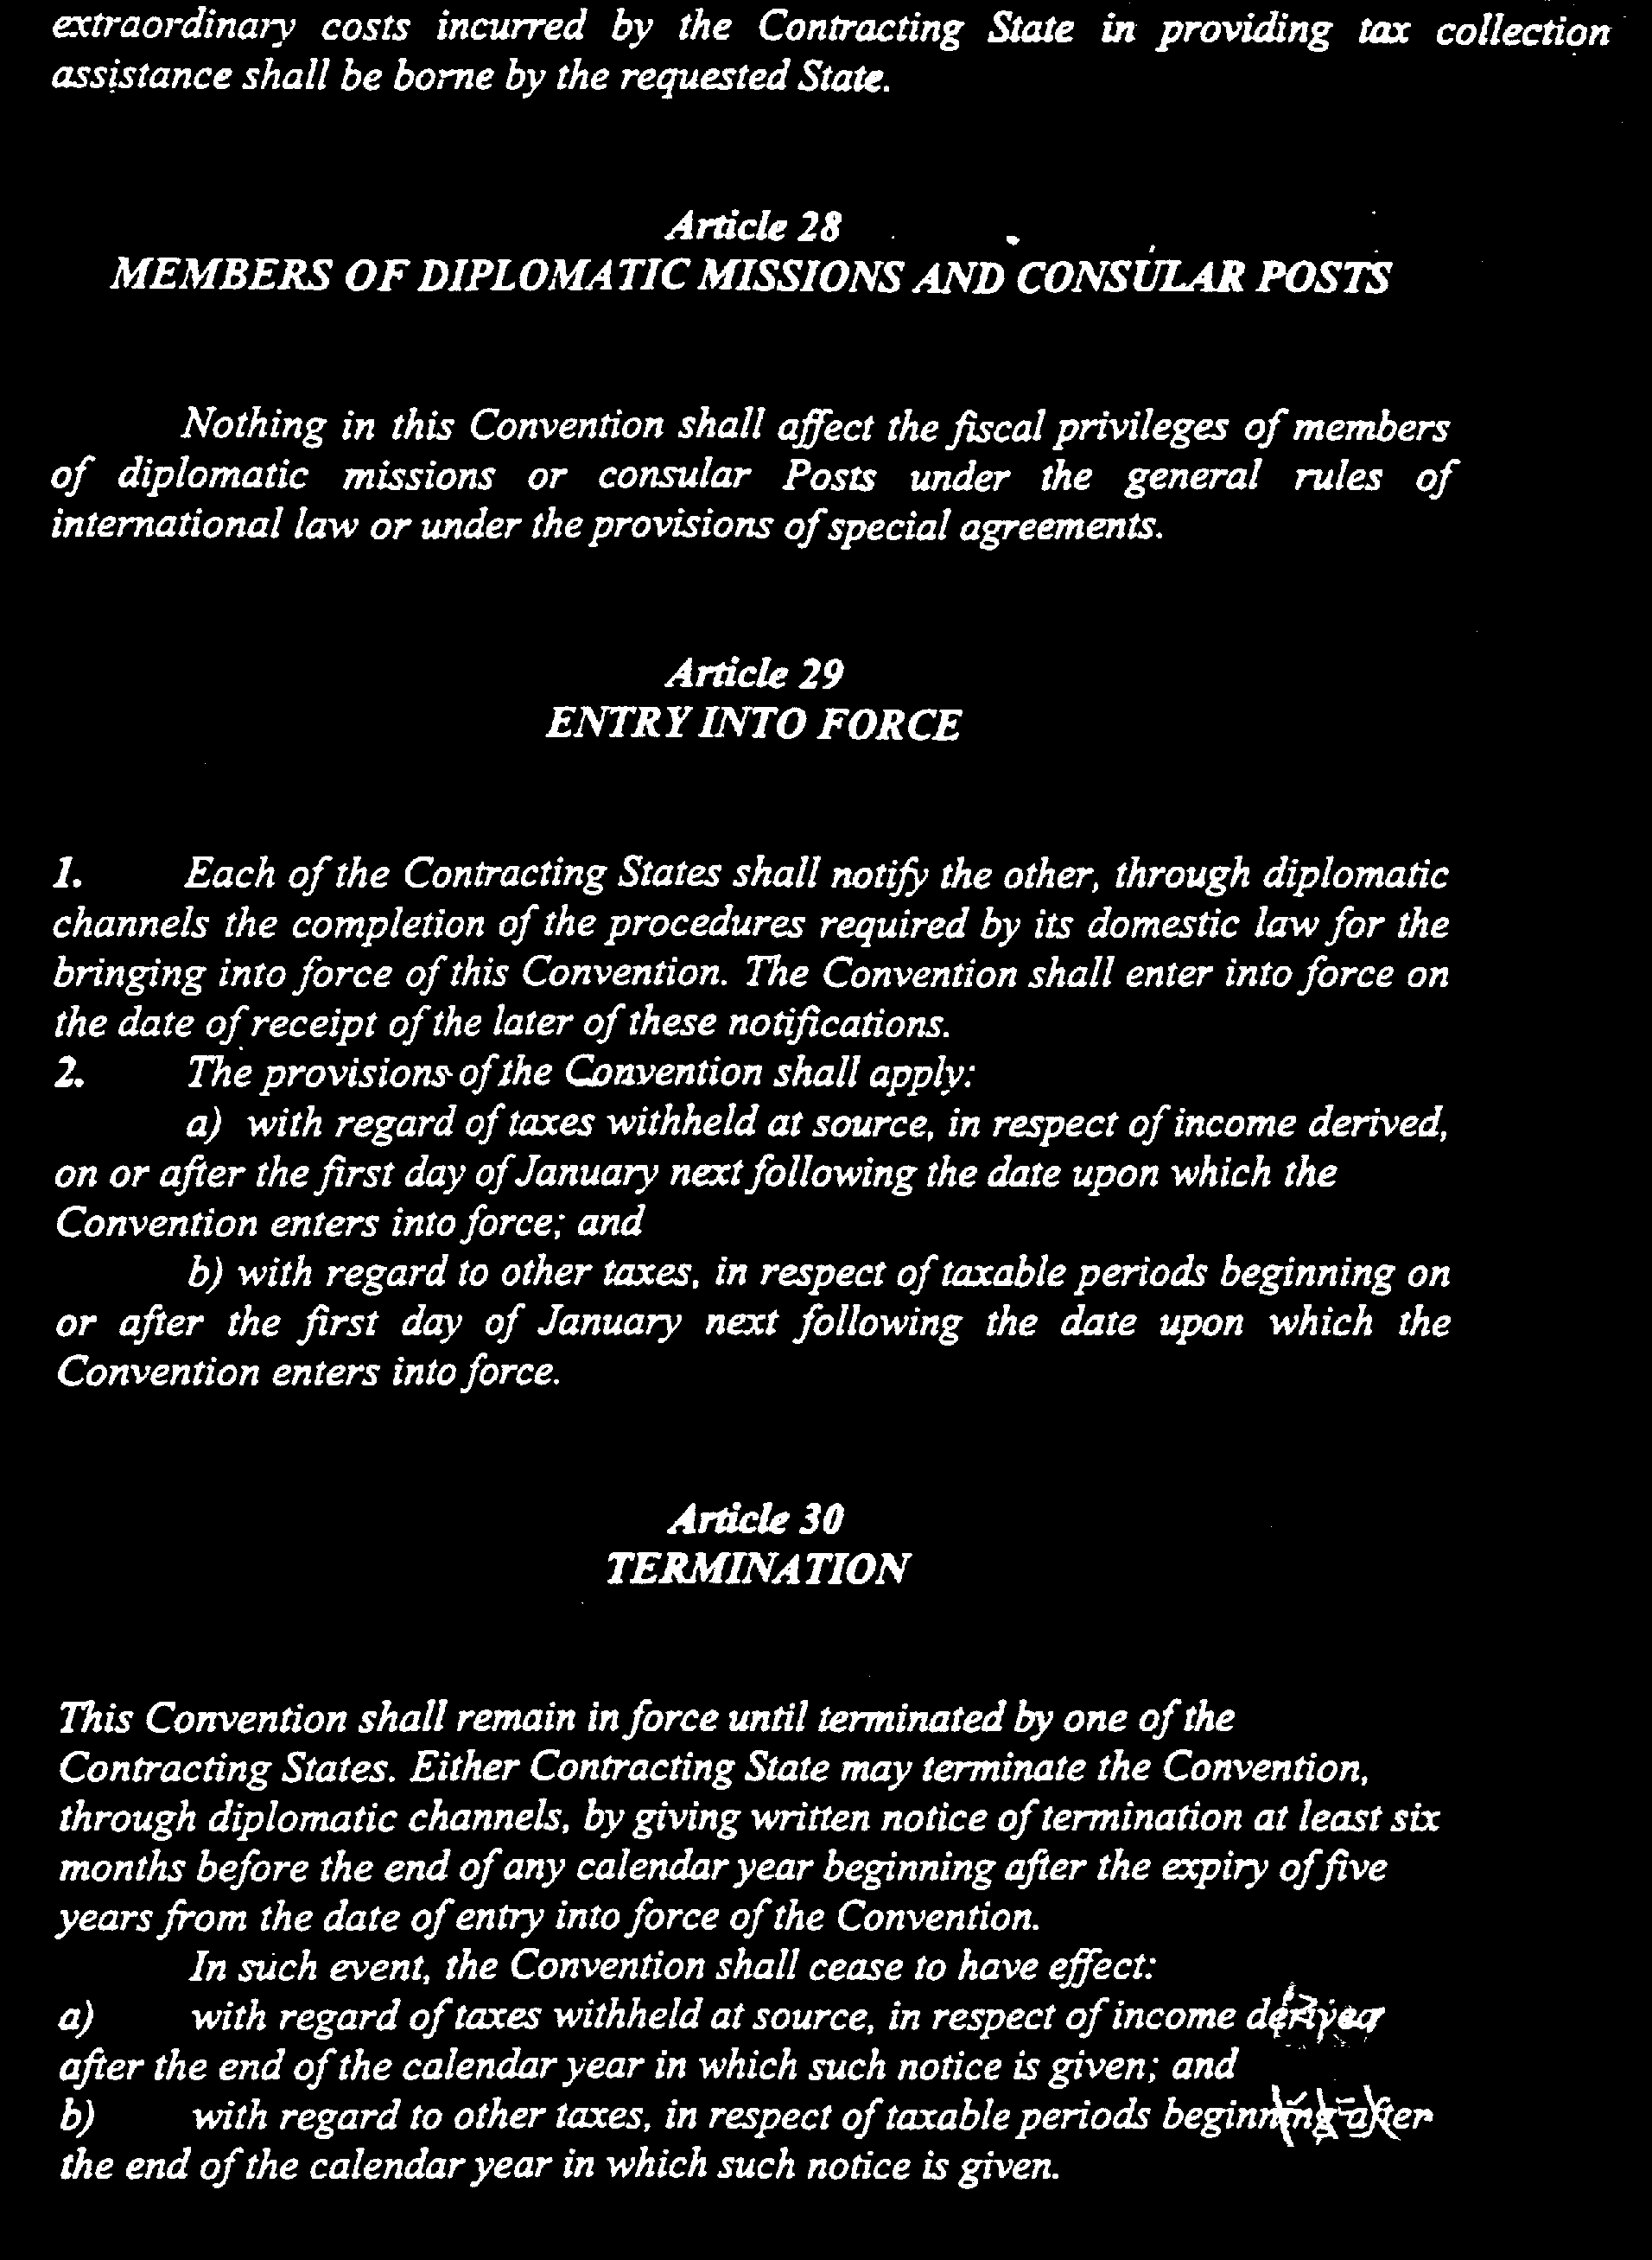 extraordinary costs incurred by the Contracting State in providing tax collection
assistance shall be borne by the requested State.
Article 28
MEMBERS OF DIPLOMATIC MISSIONS AND CONSULAR POSTS
Nothing in this Convention shall affect the fiscal privileges of members
of diplomatic missions or consular Posts under the general rules of
international law or under the provisions of special agreements.
Article 29
ENTRY INTO FORCE
1. Each of the Contracting States shall notify the other, through diplomatic
channels the completion of the procedures required by its domestic law for the
bringing into force of this Convention. The Convention shall enter into force on
the date of receipt of the later of these notifications.
2. The provisions of the Convention shall apply:
a) with regard of taxes withheld at source, in respect of income derived,
on or after the first day of January next following the date upon which the
Convention enters into force; and
b) with regard to other taxes, in respect of taxable periods beginning on
or after the first day of January next following the date upon which the
Convention enters into force.
Article 30
TERMINATION
This Convention shall remain in force until terminated by one of the
Contracting States. Either Contracting State may terminate the Convention,
through diplomatic channels, by giving written notice of termination at least six
months before the end of any calendar year beginning after the expiry of five
years from the date of entry into force of the Convention.
In such event, the Convention shall cease to have effect:
a) with regard of taxes withheld at source, in respect of income
after the end of the calendar year in which such notice is given; and
b) with regard to other taxes, in respect of taxable periods beginning after
the end of the calendar year in which such notice is given.